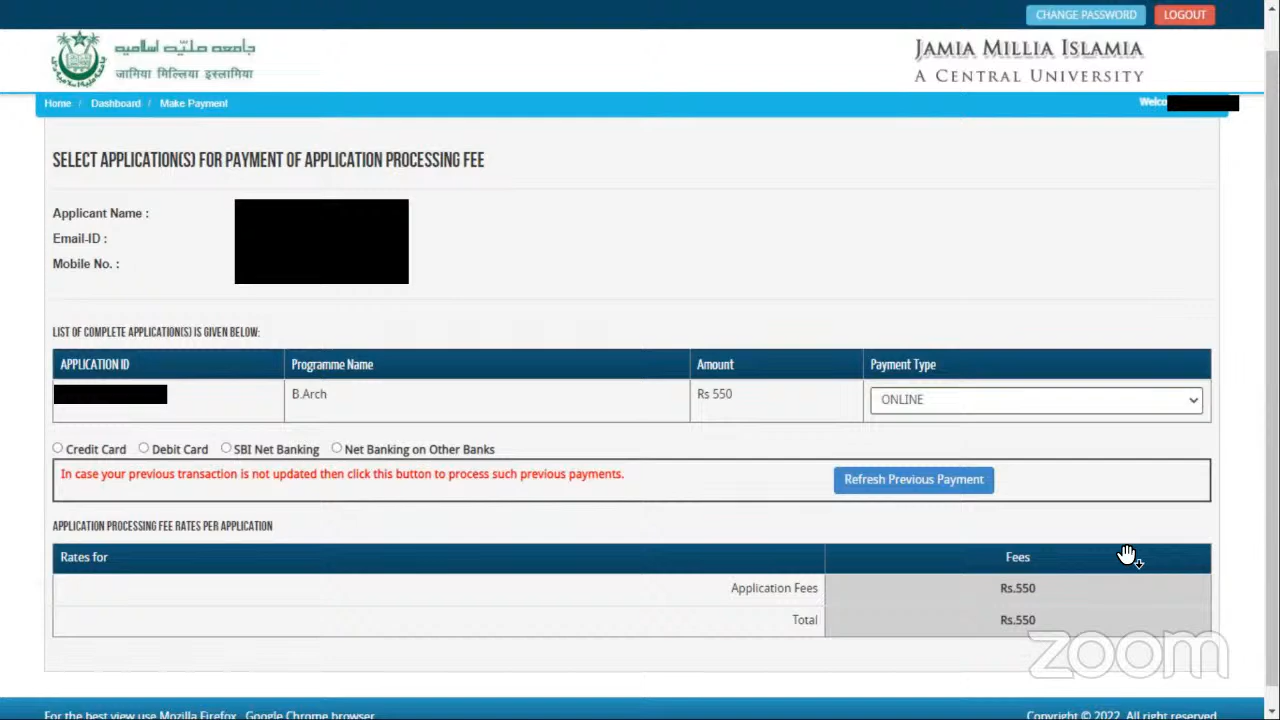 CHANGE PASSWORD LOGOUT
جامعه ملیّه اسلامیه
जामिया मिल्लिया इस्लामिया
JAMIA MILLIA ISLAMIA
A CENTRAL UNIVERSITY
Home / Dashboard / Make Payment
Welco
SELECT APPLICATION(S) FOR PAYMENT OF APPLICATION PROCESSING FEE
Applicant Name :
Email-ID :
Mobile No. :
LIST OF COMPLETE APPLICATION(S) IS GIVEN BELOW:
APPLICATION ID Programme Name Amount Payment Type
B.Arch Rs 550 ONLINE
Credit Card Debit Card SBI Net Banking Net Banking on Other Banks
In case your previous transaction is not updated then click this button to process such previous payments. Refresh Previous Payment
APPLICATION PROCESSING FEE RATES PER APPLICATION
Rates for Fees
Application Fees Rs.550
Total Rs.550
zoom
For the best view use Mozilla Firefox, Google Chrome browser Copyright © 2022. All right reserved